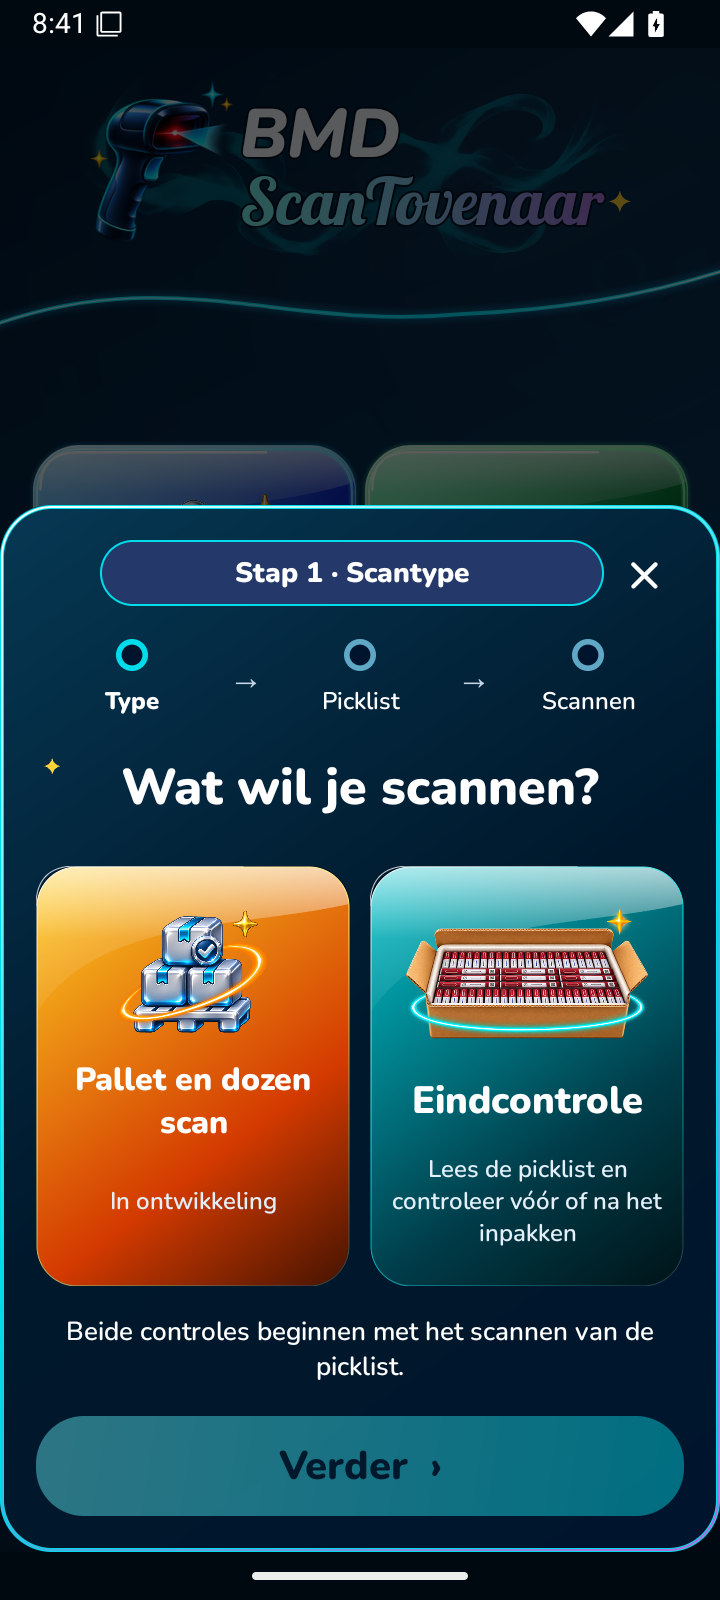 8:41
BMD
ScanTovenaar
Stap 1 · Scantype
Type → Picklist → Scannen
Wat wil je scannen?
Pallet en dozen
scan
In ontwikkeling
Eindcontrole
Lees de picklist en
controleer vóór of na het
inpakken
Beide controles beginnen met het scannen van de
picklist.
Verder ›